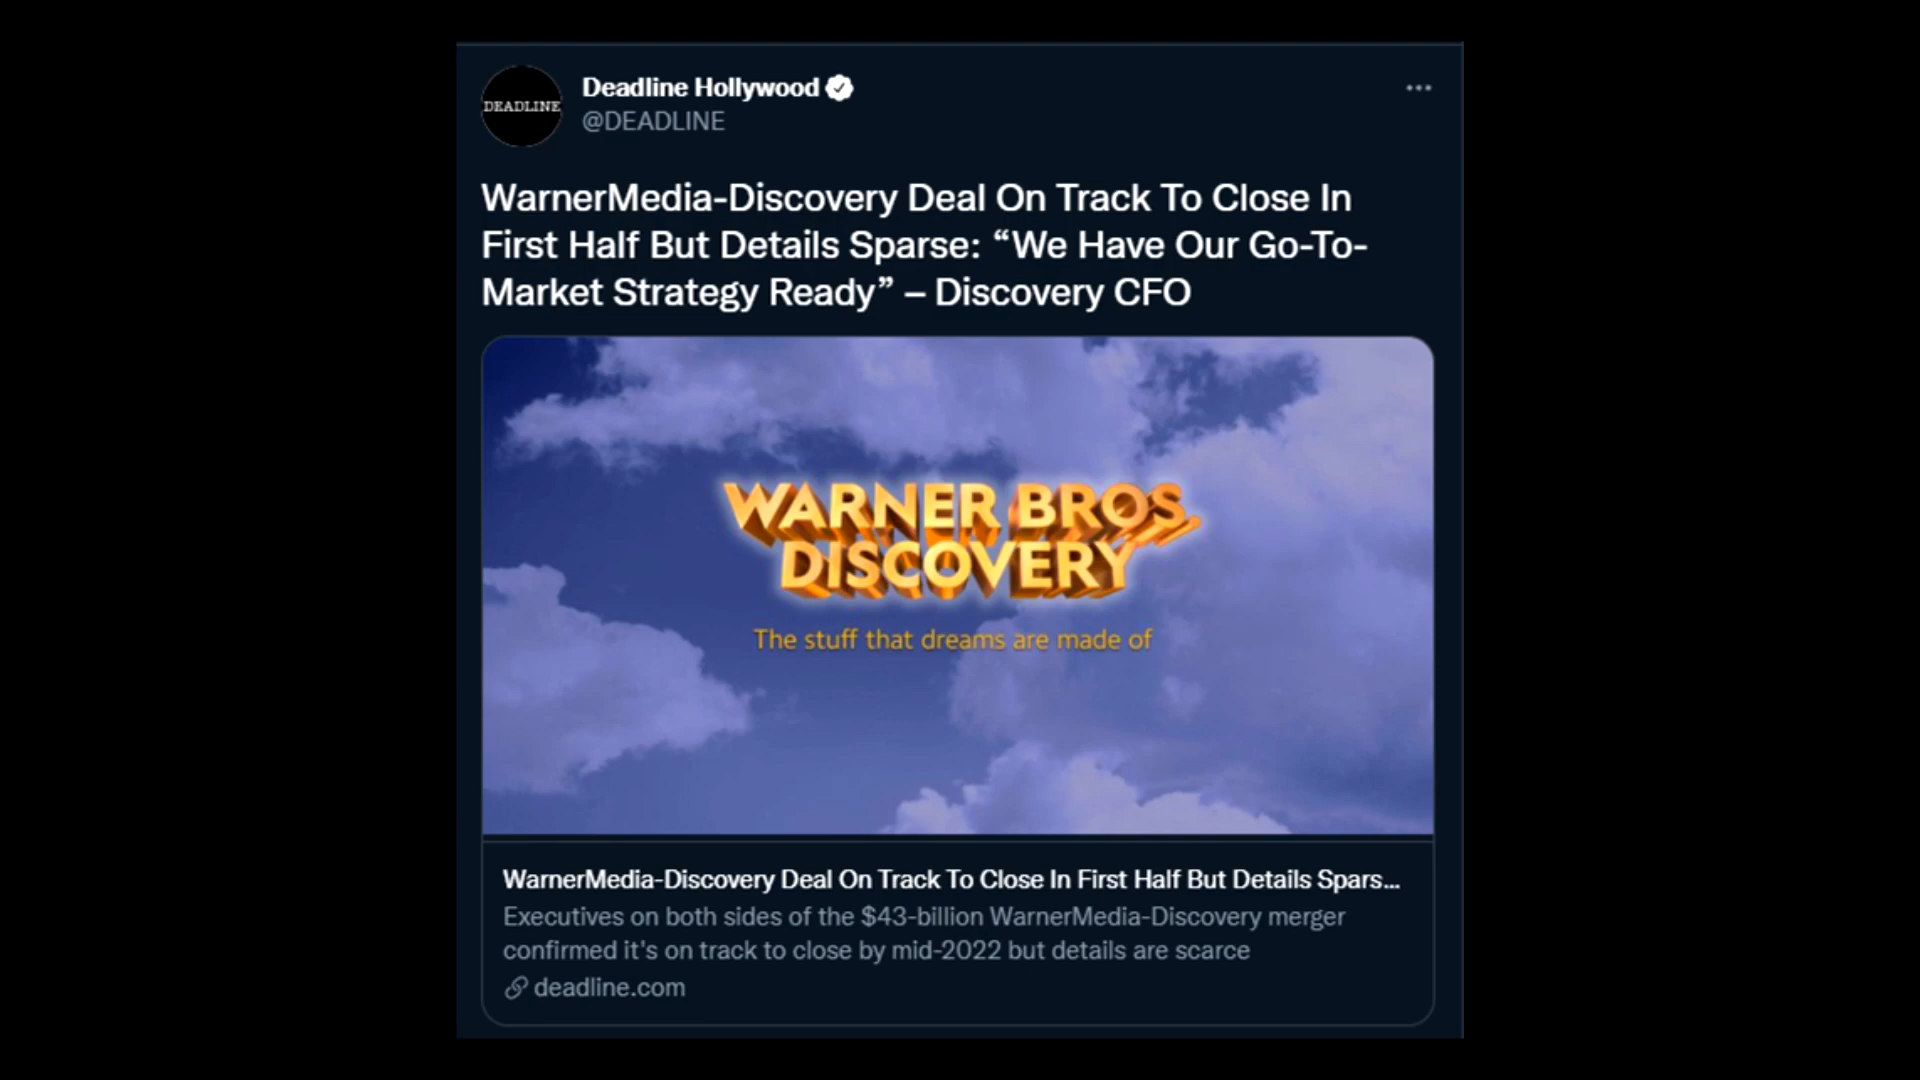 DEADLINE
Deadline Hollywood
@DEADLINE
WarnerMedia-Discovery Deal On Track To Close In
First Half But Details Sparse: “We Have Our Go-To-
Market Strategy Ready” – Discovery CFO
WARNER BROS.
DISCOVERY
The stuff that dreams are made of
WarnerMedia-Discovery Deal On Track To Close In First Half But Details Spars...
Executives on both sides of the $43-billion WarnerMedia-Discovery merger
confirmed it's on track to close by mid-2022 but details are scarce
deadline.com